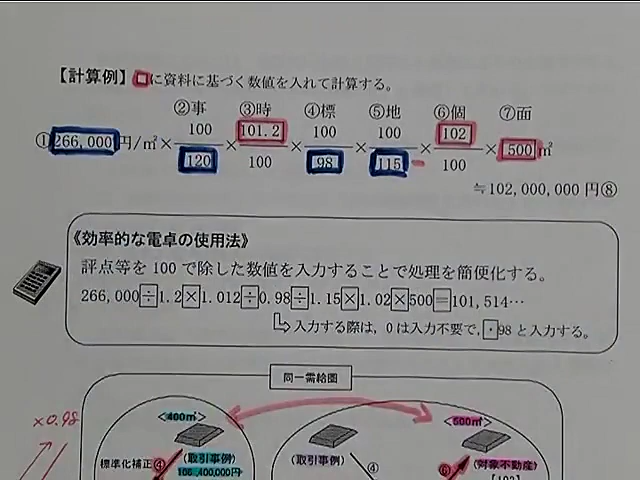 【計算例】□に資料に基づく数値を入れて計算する。
②事 ③時 ④標 ⑤地 ⑥個 ⑦面
100 101.2 100 100 102
①266,000円/㎡× × × × × ×500㎡
120 100 98 115 100
≒102,000,000円⑧
《効率的な電卓の使用法》
評点等を100で除した数値を入力することで処理を簡便化する。
266,000÷1.2×1.012÷0.98÷1.15×1.02×500=101,514…
入力する際は，0は入力不要で，・98と入力する。
同一需給圏
×0.98
<400㎡> <500㎡>
標準化補正④ (取引事例) (取引事例) ④ ⑥ (対象不動産)
106,400,000円 【102】